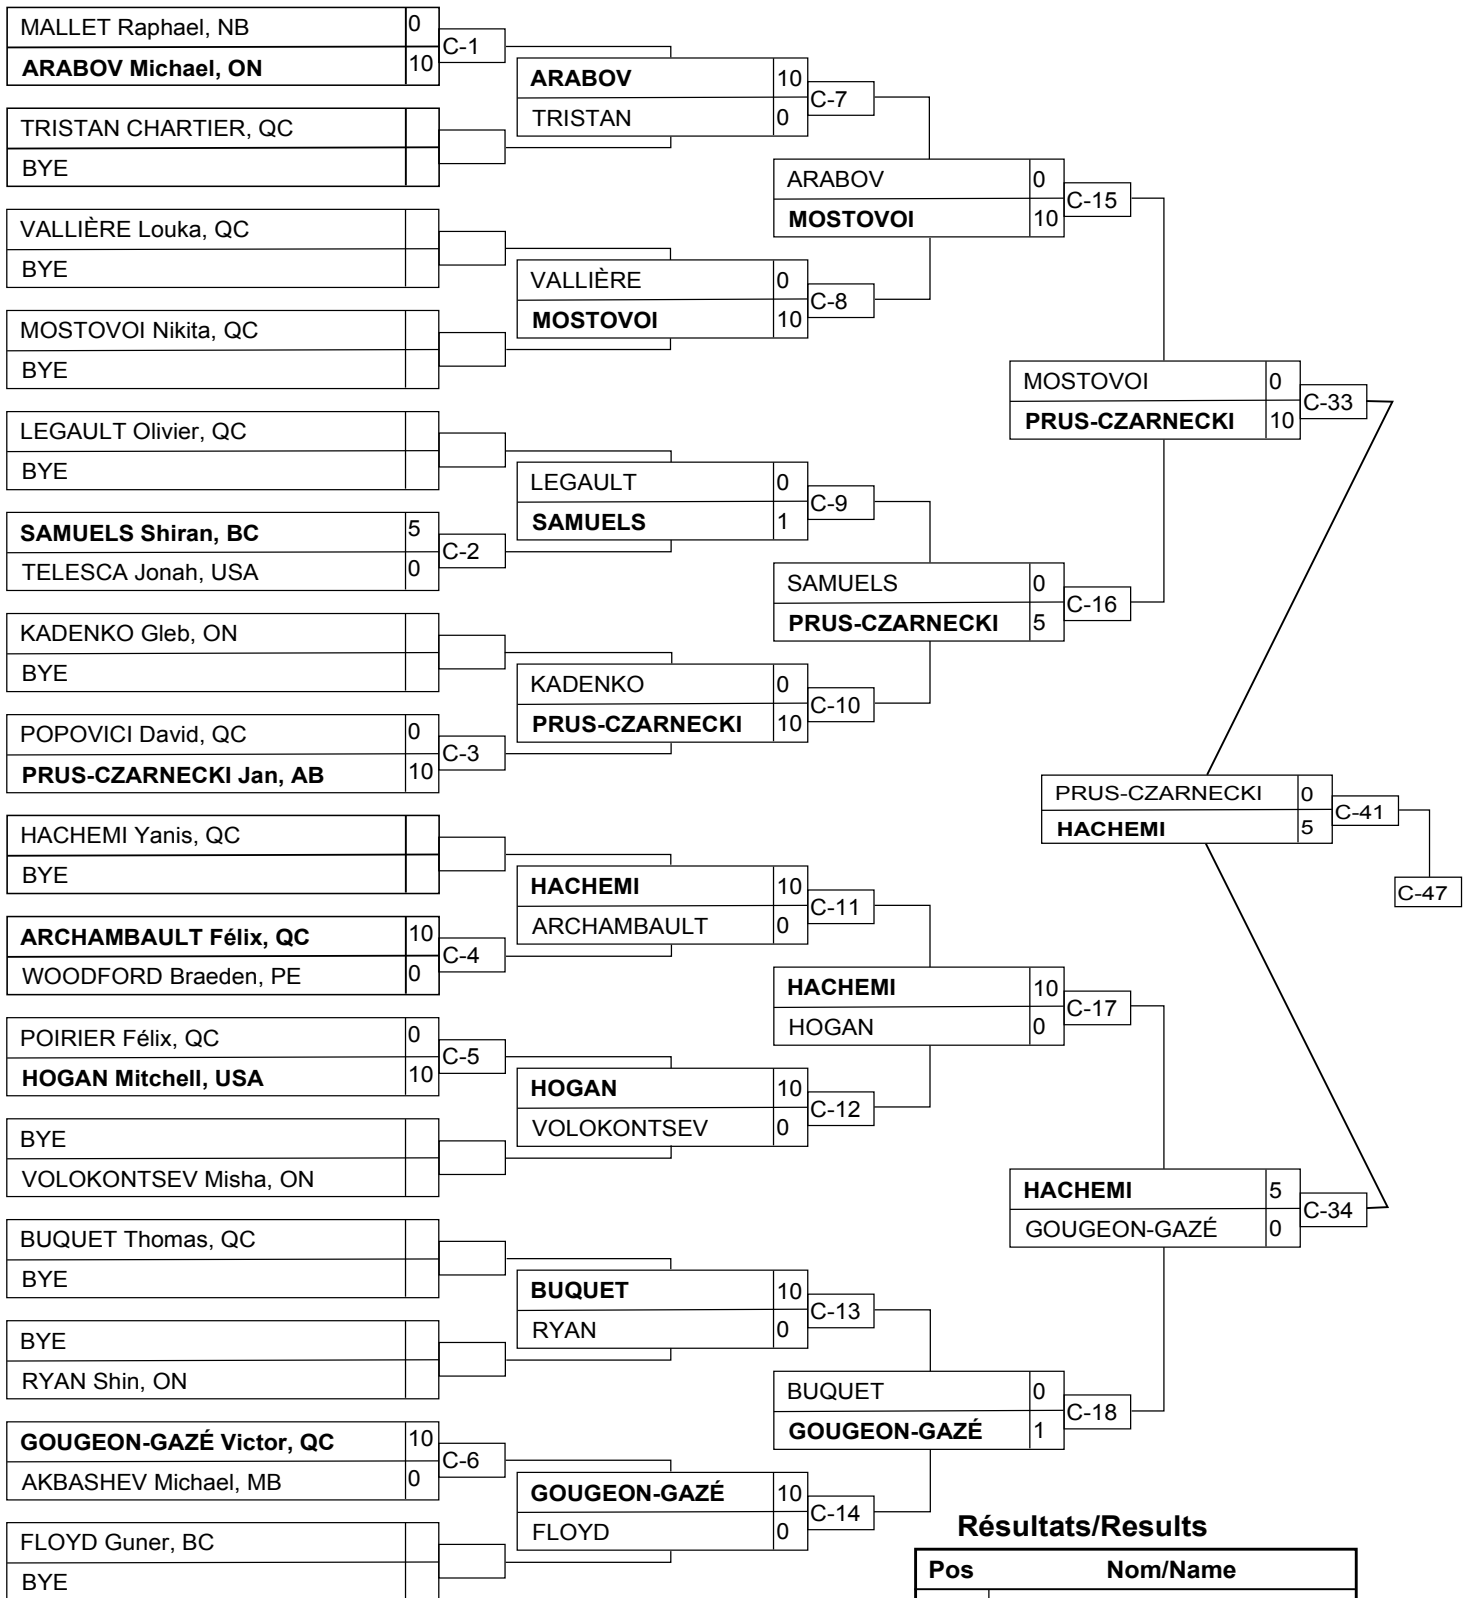 MALLET Raphael, NB 0
ARABOV Michael, ON 10
C-1
TRISTAN CHARTIER, QC
BYE
VALLIÈRE Louka, QC
BYE
MOSTOVOI Nikita, QC
BYE
LEGAULT Olivier, QC
BYE
SAMUELS Shiran, BC 5
TELESCA Jonah, USA 0
C-2
KADENKO Gleb, ON
BYE
POPOVICI David, QC 0
PRUS-CZARNECKI Jan, AB 10
C-3
HACHEMI Yanis, QC
BYE
ARCHAMBAULT Félix, QC 10
WOODFORD Braeden, PE 0
C-4
POIRIER Félix, QC 0
HOGAN Mitchell, USA 10
C-5
BYE
VOLOKONTSEV Misha, ON
BUQUET Thomas, QC
BYE
BYE
RYAN Shin, ON
GOUGEON-GAZÉ Victor, QC 10
AKBASHEV Michael, MB 0
C-6
FLOYD Guner, BC
BYE
ARABOV 10
TRISTAN 0
C-7
VALLIÈRE 0
MOSTOVOI 10
C-8
LEGAULT 0
SAMUELS 1
C-9
KADENKO 0
PRUS-CZARNECKI 10
C-10
HACHEMI 10
ARCHAMBAULT 0
C-11
HOGAN 10
VOLOKONTSEV 0
C-12
BUQUET 10
RYAN 0
C-13
GOUGEON-GAZÉ 10
FLOYD 0
C-14
ARABOV 0
MOSTOVOI 10
C-15
SAMUELS 0
PRUS-CZARNECKI 5
C-16
HACHEMI 10
HOGAN 0
C-17
BUQUET 0
GOUGEON-GAZÉ 1
C-18
MOSTOVOI 0
PRUS-CZARNECKI 10
C-33
HACHEMI 5
GOUGEON-GAZÉ 0
C-34
PRUS-CZARNECKI 0
HACHEMI 5
C-41
C-47
Résultats/Results
Pos Nom/Name